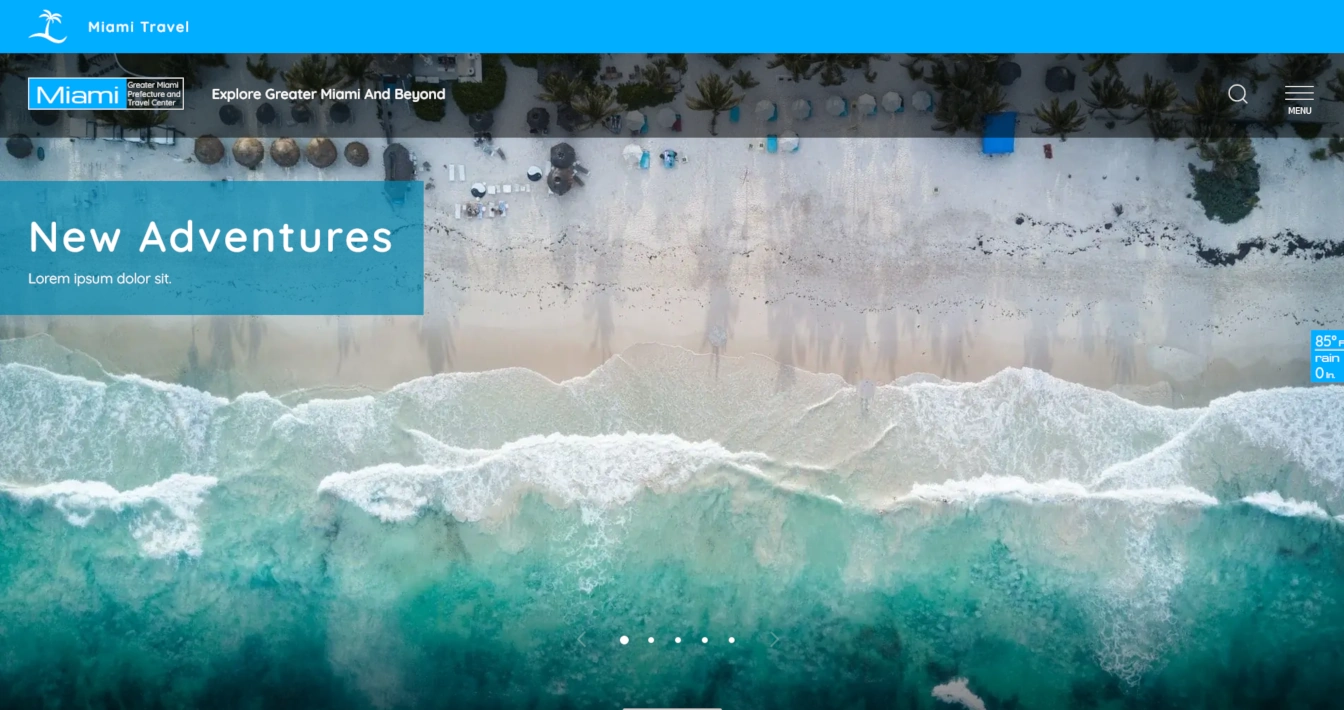 Miami Travel
Miami
Greater Miami
Prefecture and
Travel Center
Explore Greater Miami And Beyond
MENU
New Adventures
Lorem ipsum dolor sit.
85° F
rain
0 in.